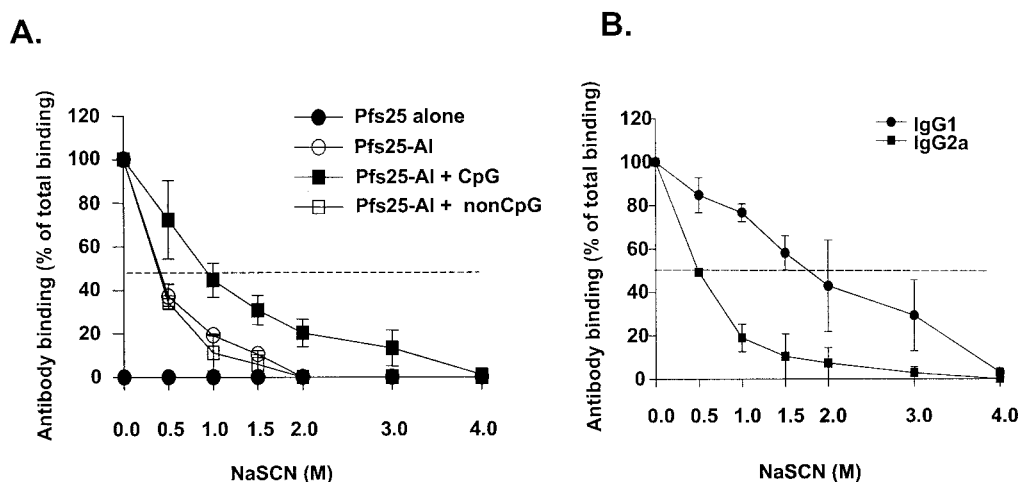 A.
Antibody binding (% of total binding)
120
100
80
60
40
20
0
0.0 0.5 1.0 1.5 2.0 3.0 4.0
NaSCN (M)
Pfs25 alone
Pfs25-Al
Pfs25-Al + CpG
Pfs25-Al + nonCpG
B.
Antibody binding (% of total binding)
120
100
80
60
40
20
0
0.0 0.5 1.0 1.5 2.0 3.0 4.0
NaSCN (M)
IgG1
IgG2a